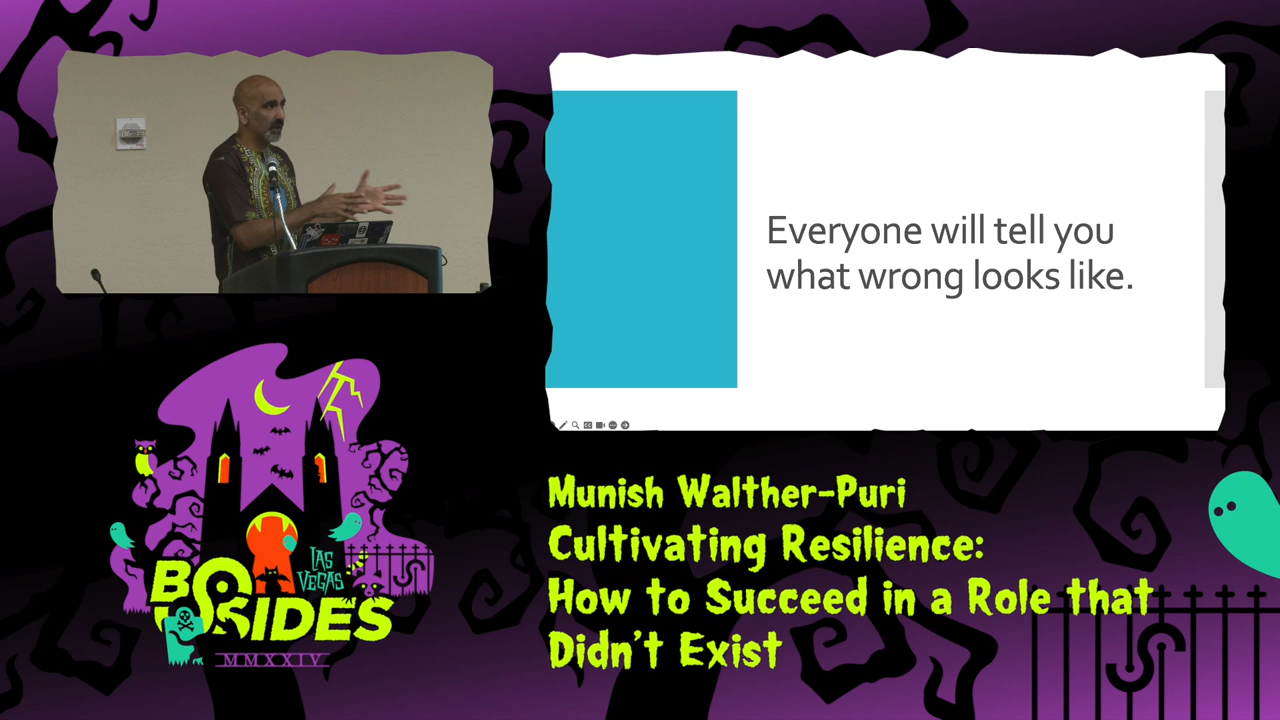 Everyone will tell you
what wrong looks like.
LAS
VEGAS
BSIDES
MMXXIV
Munish Walther-Puri
Cultivating Resilience:
How to Succeed in a Role that
Didn't Exist